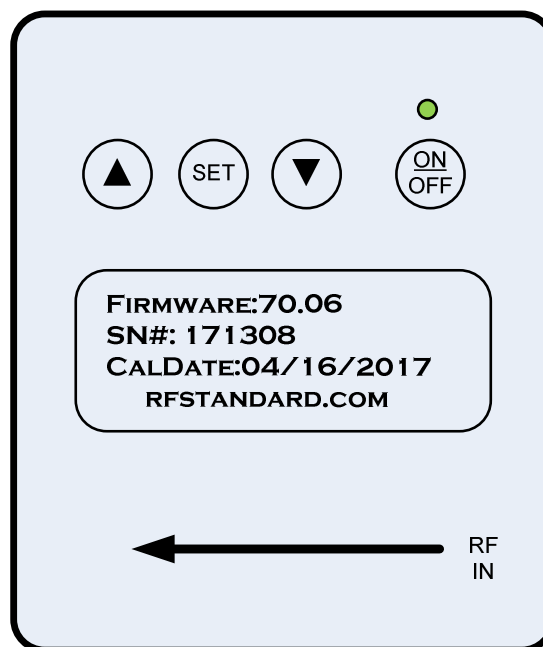 SET
ON
OFF
FIRMWARE:70.06
SN#: 171308
CALDATE:04/16/2017
RFSTANDARD.COM
RF
IN